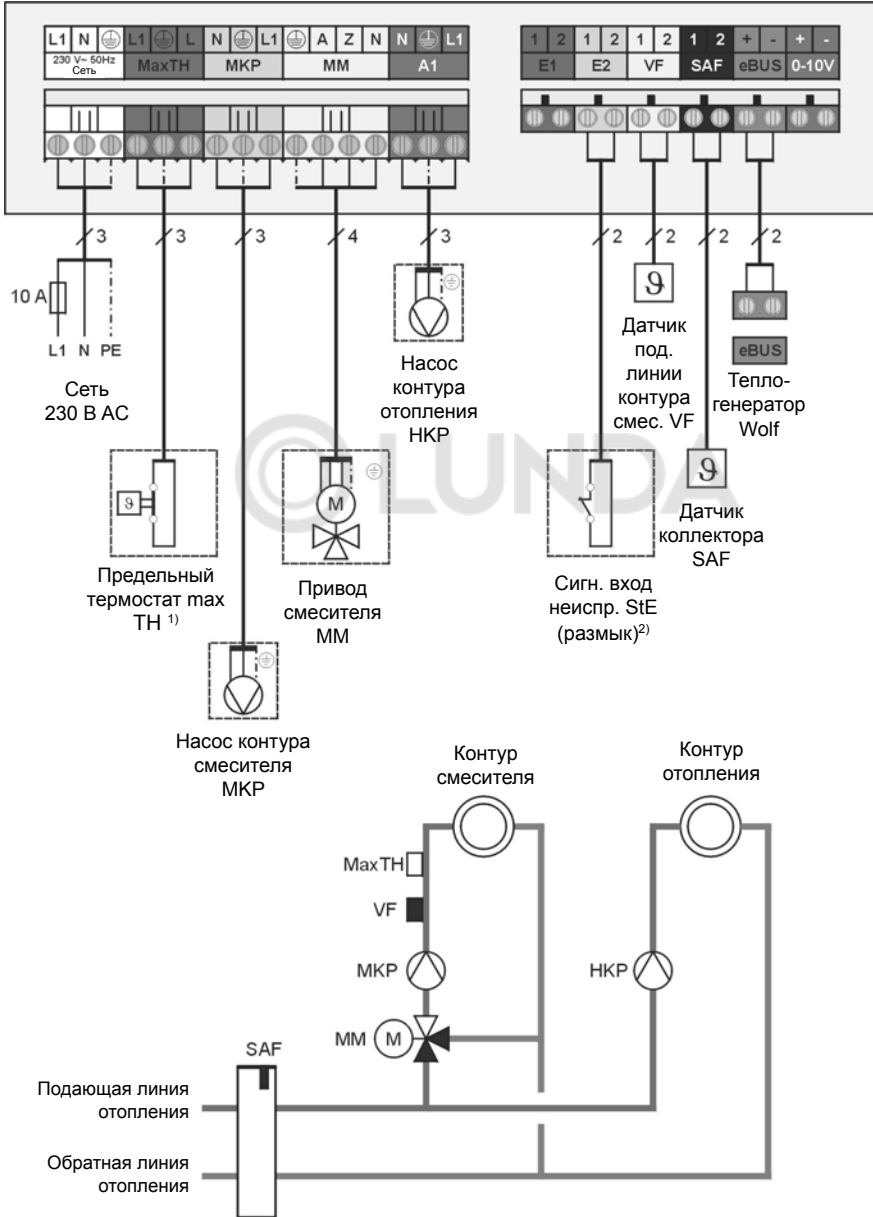 L1 N L1 L N L1 A Z N N L1
230 V~ 50Hz
Сеть
MaxTH MKP MM A1
1 2 1 2 1 2 1 2 + - + -
E1 E2 VF SAF eBUS 0-10V
3 3 3 4 3 2 2 2 2
10 A
L1 N PE
Сеть
230 В AC
Насос
контура
отопления
HKP
ϑ
Датчик
под.
линии
контура
смес. VF
eBUS
Тепло-
генератор
Wolf
© LUNDA
ϑ
Предельный
термостат max
TH 1)
M
Привод
смесителя
MM
Сигн. вход
неиспр. StE
(размык)2)
ϑ
Датчик
коллектора
SAF
Насос контура
смесителя
MKP
Контур
смесителя
Контур
отопления
MaxTH
VF
MKP
HKP
MM M
SAF
Подающая линия
отопления
Обратная линия
отопления